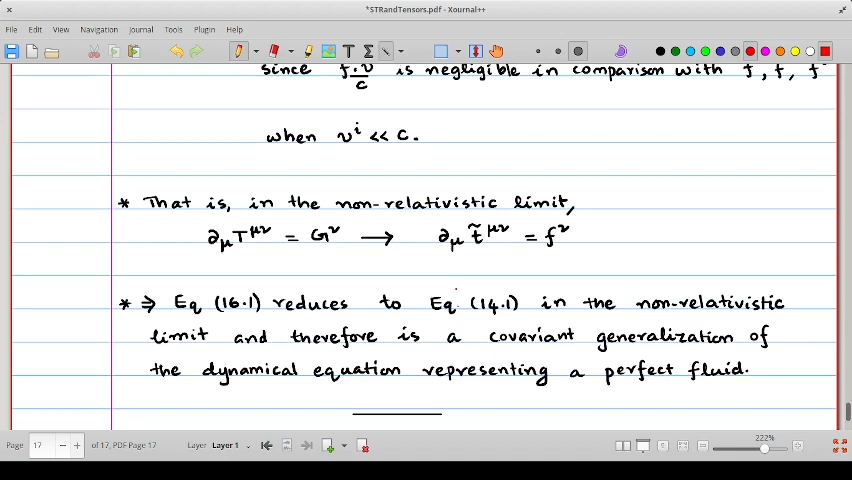 *STRandTensors.pdf - Xournal++
File Edit View Navigation Journal Tools Plugin Help
since f·v/c is negligible in comparison with f, f, f
when vⁱ << c.
* That is, in the non-relativistic limit,
∂_μ T^{μν} = G^ν → ∂_μ t̃^{μν} = f^ν
* ⇒ Eq (16.1) reduces to Eq. (14.1) in the non-relativistic
limit and therefore is a covariant generalization of
the dynamical equation representing a perfect fluid.
Page 17 of 17, PDF Page 17 Layer Layer 1 222%